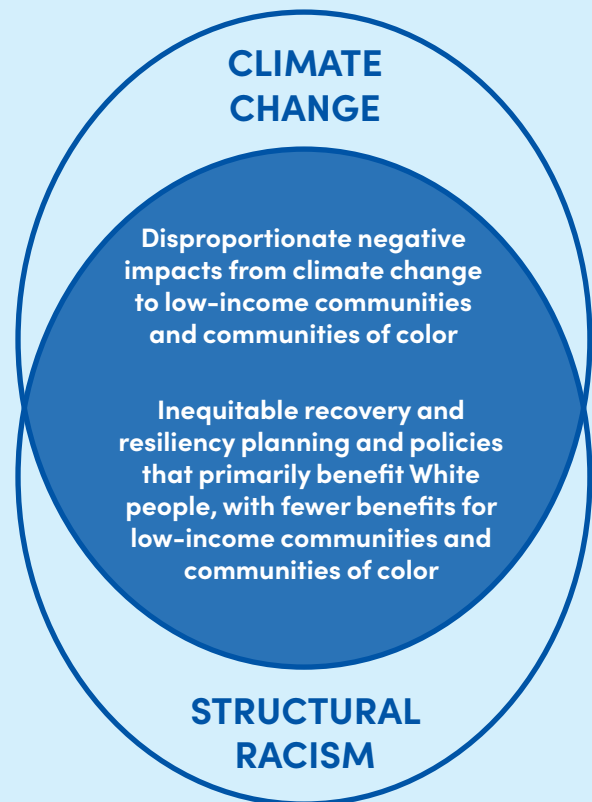 CLIMATE
CHANGE
Disproportionate negative
impacts from climate change
to low-income communities
and communities of color
Inequitable recovery and
resiliency planning and policies
that primarily benefit White
people, with fewer benefits for
low-income communities and
communities of color
STRUCTURAL
RACISM